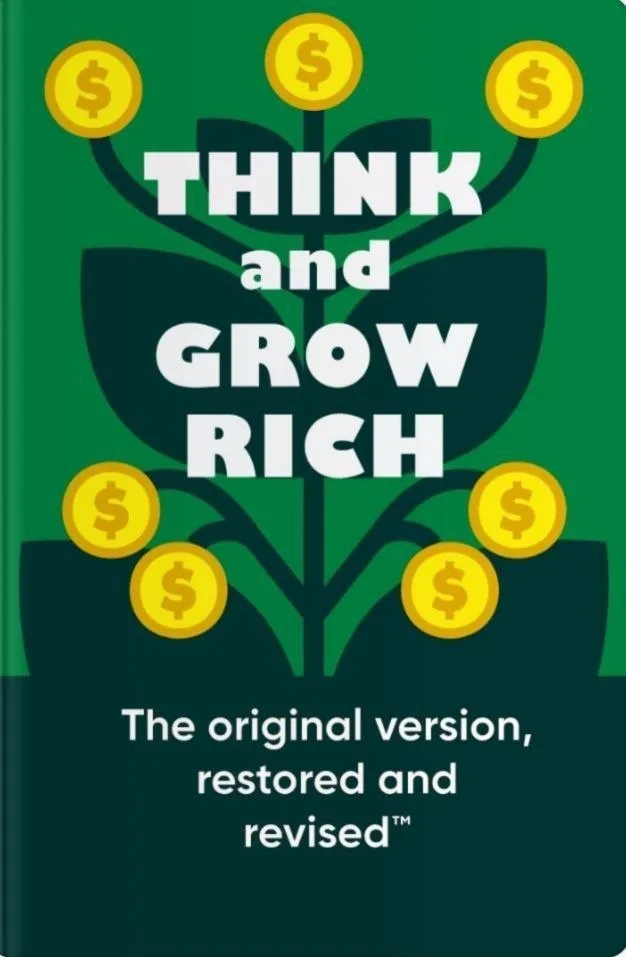 $ $ $
THINK
and
GROW
RICH
$ $
$ $
The original version,
restored and
revised™